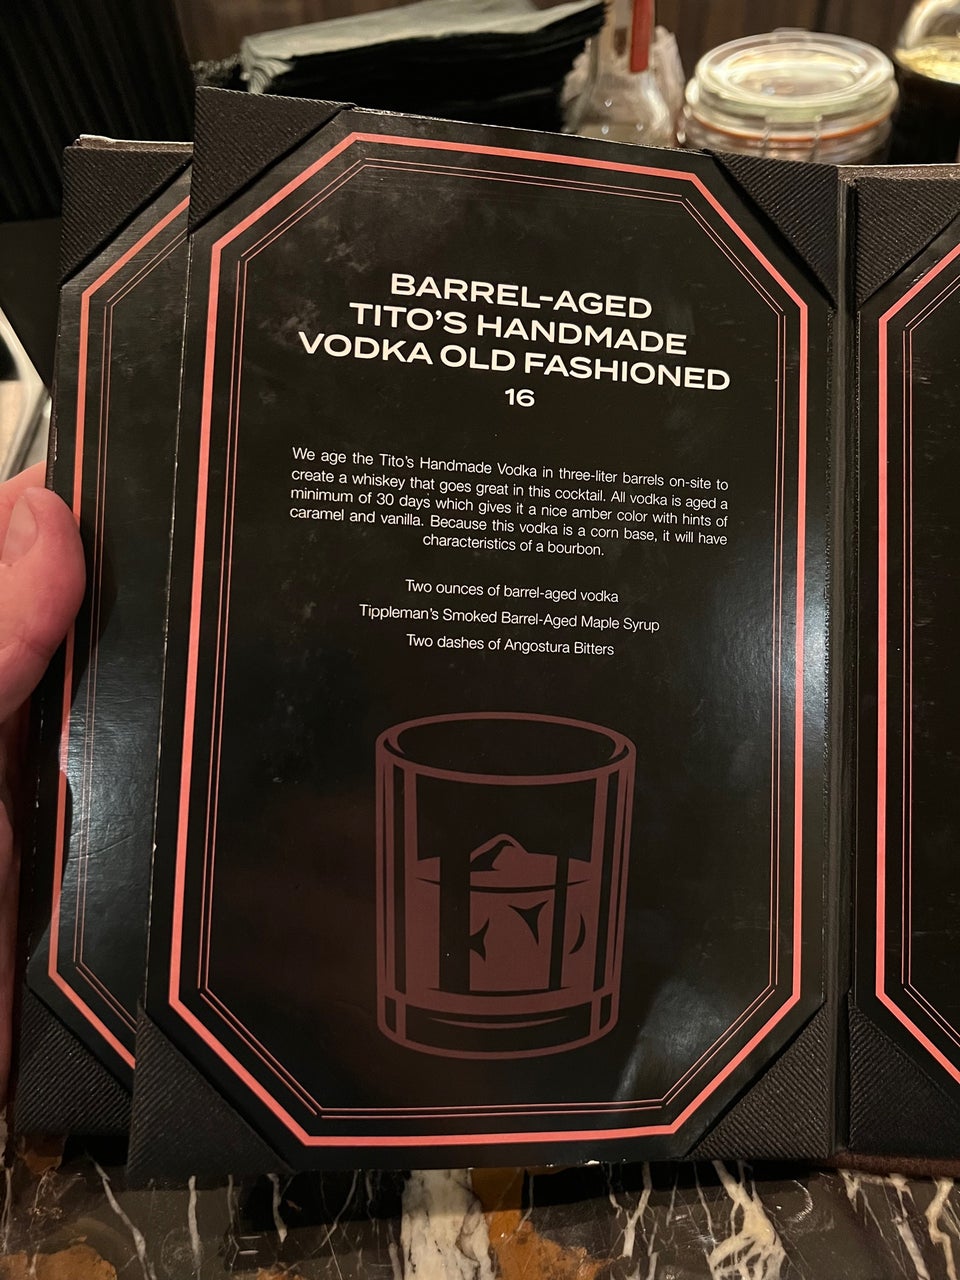 BARREL-AGED
TITO'S HANDMADE
VODKA OLD FASHIONED
16
We age the Tito's Handmade Vodka in three-liter barrels on-site to
create a whiskey that goes great in this cocktail. All vodka is aged a
minimum of 30 days which gives it a nice amber color with hints of
caramel and vanilla. Because this vodka is a corn base, it will have
characteristics of a bourbon.
Two ounces of barrel-aged vodka
Tippleman's Smoked Barrel-Aged Maple Syrup
Two dashes of Angostura Bitters